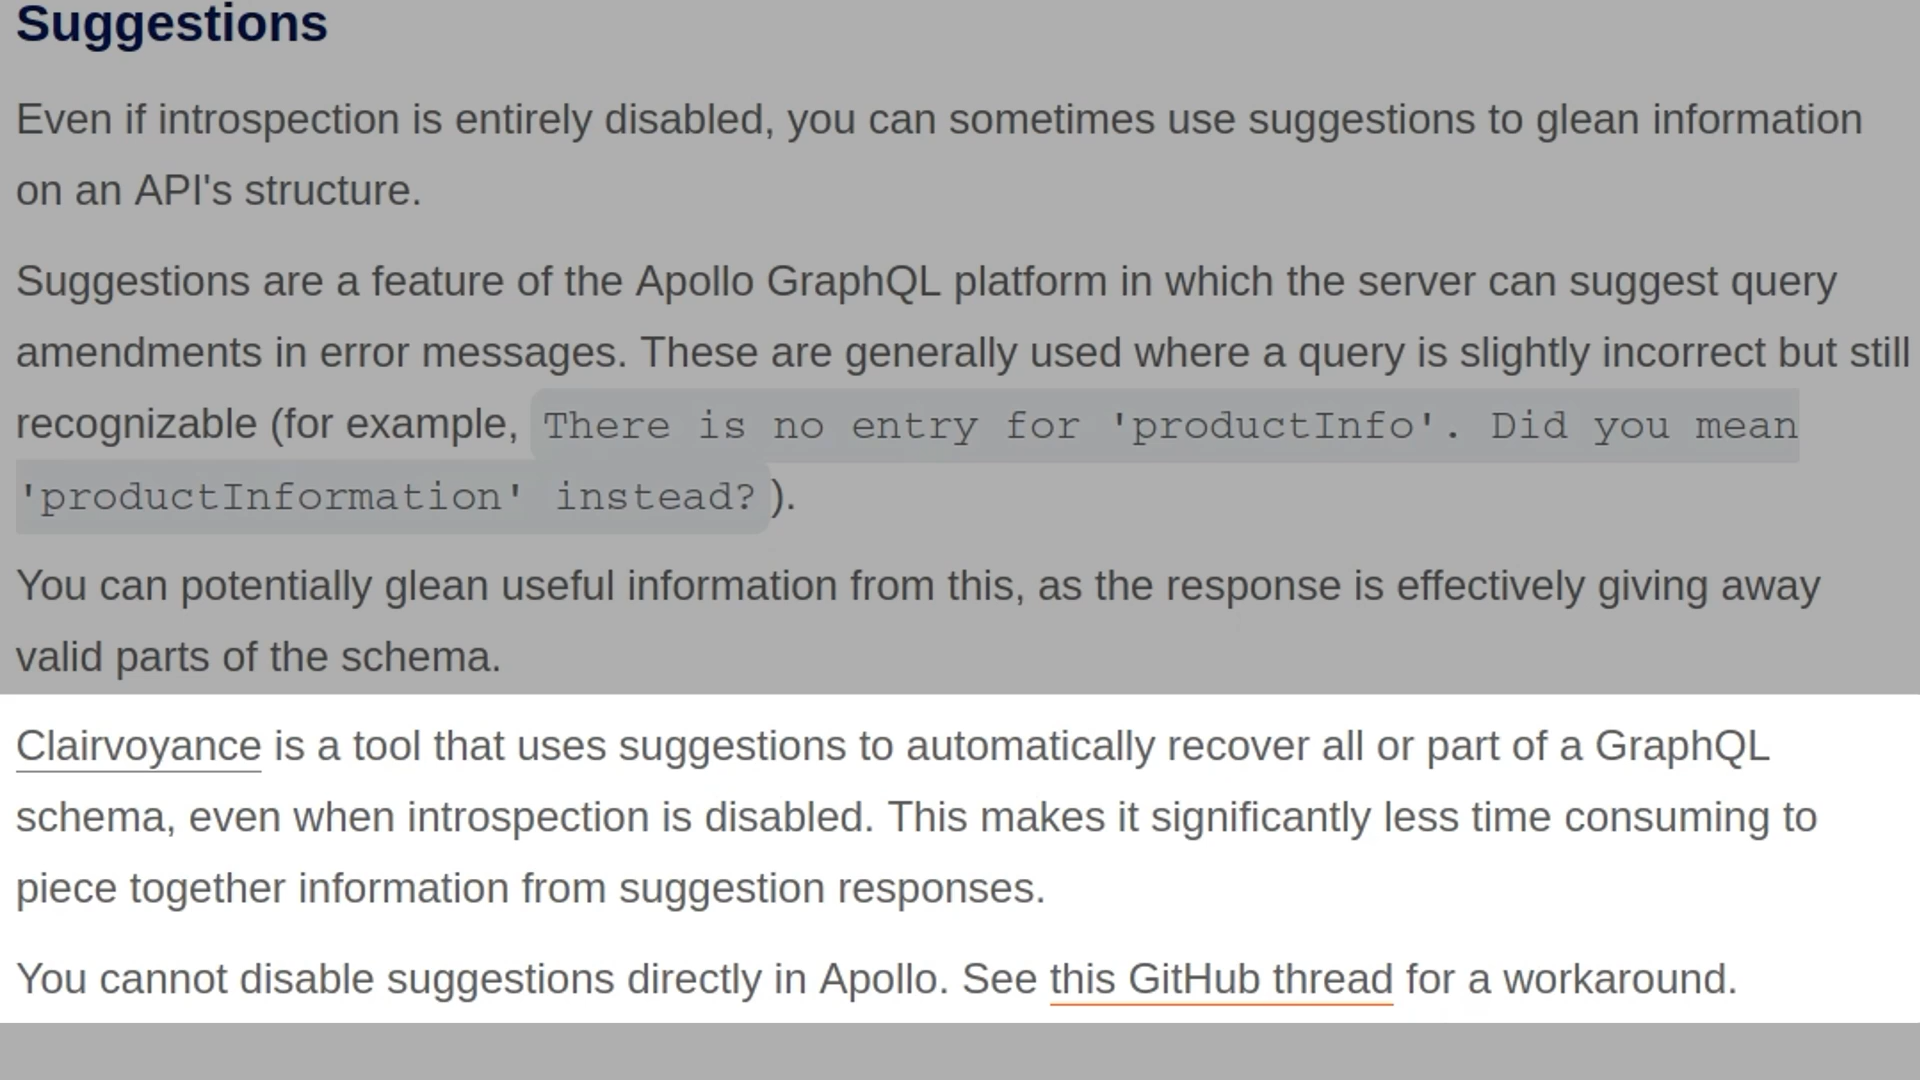 Suggestions
Even if introspection is entirely disabled, you can sometimes use suggestions to glean information
on an API's structure.
Suggestions are a feature of the Apollo GraphQL platform in which the server can suggest query
amendments in error messages. These are generally used where a query is slightly incorrect but still
recognizable (for example, There is no entry for 'productInfo'. Did you mean
'productInformation' instead?).
You can potentially glean useful information from this, as the response is effectively giving away
valid parts of the schema.
Clairvoyance is a tool that uses suggestions to automatically recover all or part of a GraphQL
schema, even when introspection is disabled. This makes it significantly less time consuming to
piece together information from suggestion responses.
You cannot disable suggestions directly in Apollo. See this GitHub thread for a workaround.